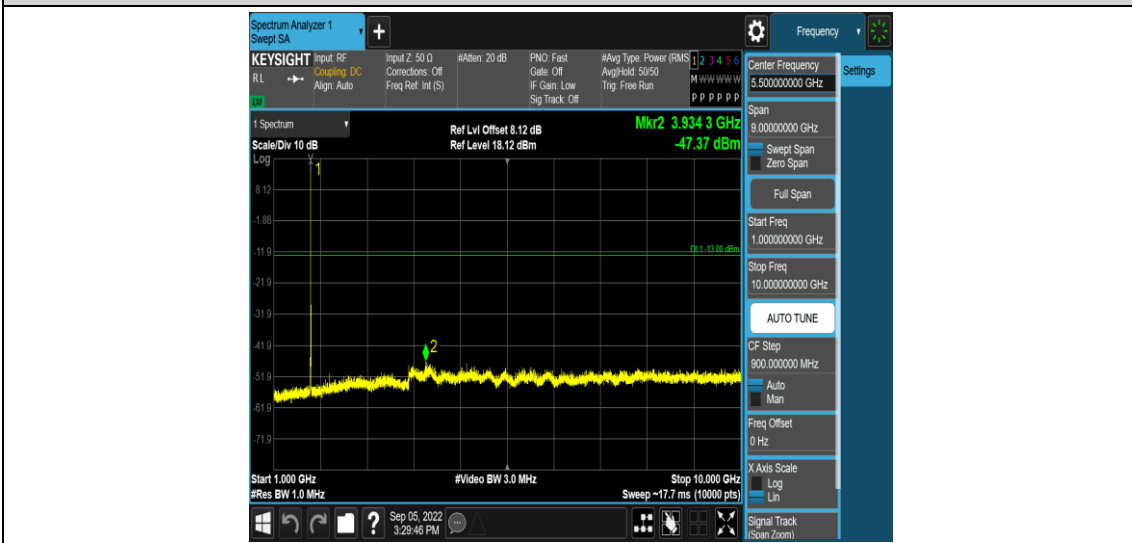 Spectrum Analyzer 1
Swept SA
+
Frequency
KEYSIGHT
Input: RF
Coupling: DC
Align: Auto
Input Z: 50 Ω
Corrections: Off
Freq Ref: Int (S)
#Atten: 20 dB
PNO: Fast
Gate: Off
IF Gain: Low
Sig Track: Off
#Avg Type: Power (RMS
Avg|Hold: 50/50
Trig: Free Run
1 2 3 4 5 6
M W W W W W
P P P P P P
RL
LXI
Center Frequency
5.500000000 GHz
Settings
Span
9.00000000 GHz
Swept Span
Zero Span
Full Span
Start Freq
1.000000000 GHz
Stop Freq
10.000000000 GHz
AUTO TUNE
CF Step
900.000000 MHz
Auto
Man
Freq Offset
0 Hz
X Axis Scale
Log
Lin
Signal Track
(Span Zoom)
1 Spectrum
Scale/Div 10 dB
Log
Ref Lvl Offset 8.12 dB
Ref Level 18.12 dBm
Mkr2 3.934 3 GHz
-47.37 dBm
1
8.12
-1.88
-11.9
DL1 -13.00 dBm
-21.9
-31.9
-41.9
2
-51.9
-61.9
-71.9
Start 1.000 GHz
#Res BW 1.0 MHz
#Video BW 3.0 MHz
Stop 10.000 GHz
Sweep ~17.7 ms (10000 pts)
?
Sep 05, 2022
3:29:46 PM